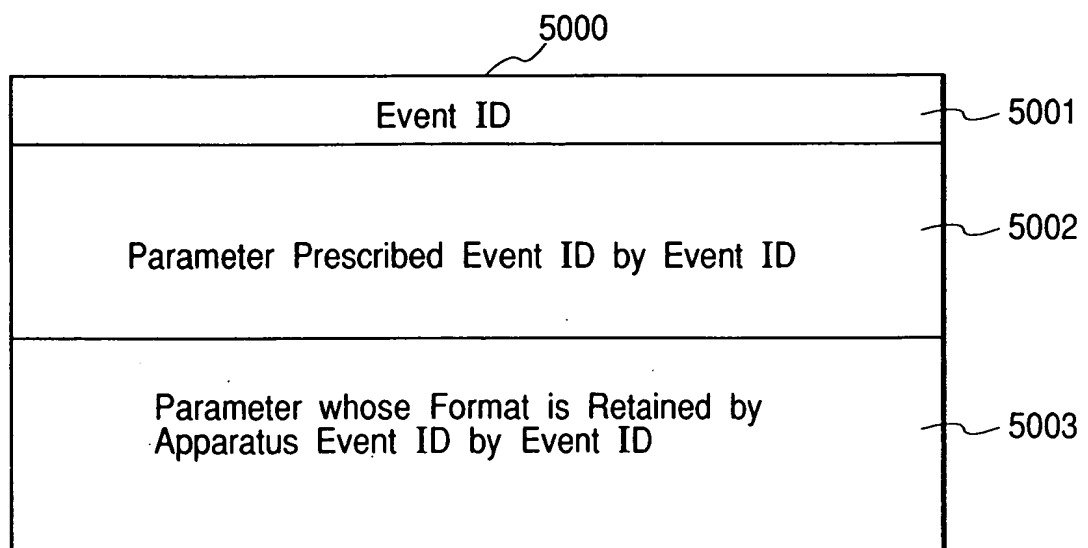 5000
Event ID
5001
Parameter Prescribed Event ID by Event ID
5002
Parameter whose Format is Retained by
Apparatus Event ID by Event ID
5003